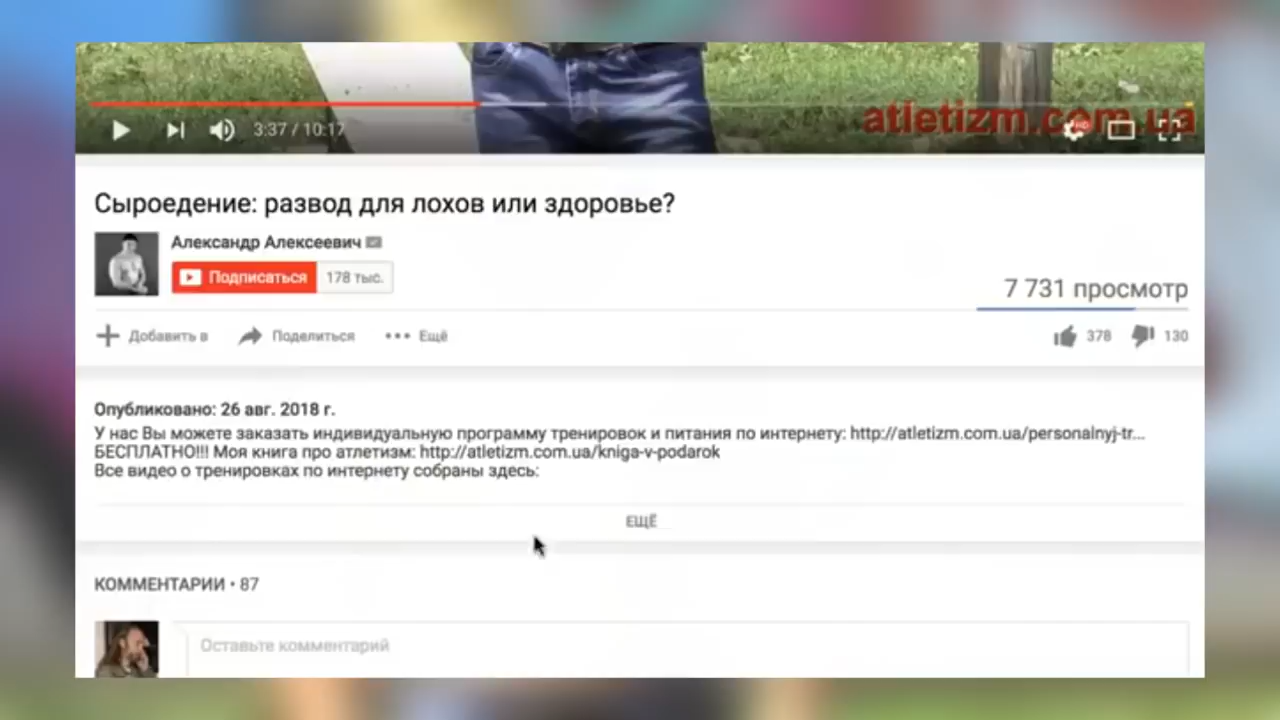 atletizm.com.ua
3:37 / 10:17
HD
Сыроедение: развод для лохов или здоровье?
Александр Алексеевич
Подписаться 178 тыс.
7 731 просмотр
Добавить в Поделиться Ещё 378 130
Опубликовано: 26 авг. 2018 г.
У нас Вы можете заказать индивидуальную программу тренировок и питания по интернету: http://atletizm.com.ua/personalnyj-tr...
БЕСПЛАТНО!!! Моя книга про атлетизм: http://atletizm.com.ua/kniga-v-podarok
Все видео о тренировках по интернету собраны здесь:
ЕЩЁ
КОММЕНТАРИИ • 87
Оставьте комментарий